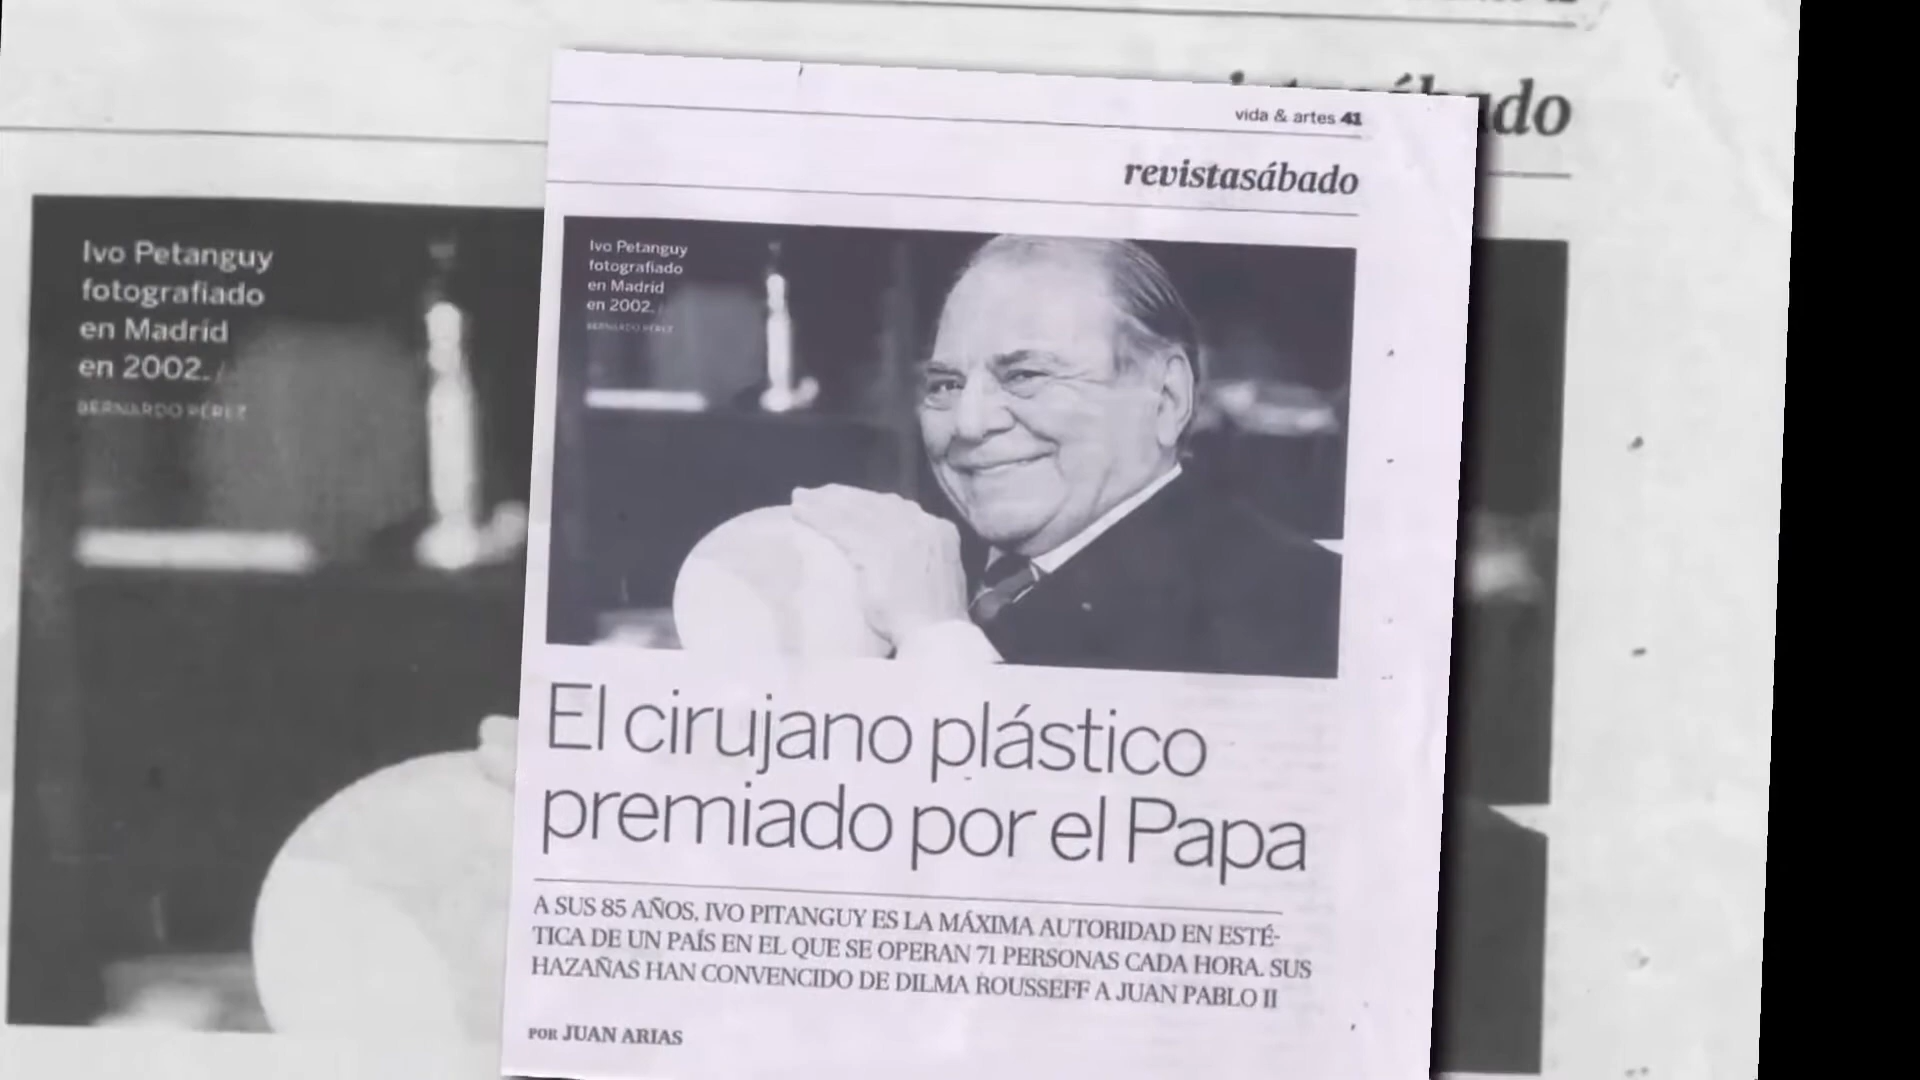 vida & artes 41
revistasábado
Ivo Petanguy
fotografiado
en Madrid
en 2002. /
BERNARDO PÉREZ
El cirujano plástico
premiado por el Papa
A SUS 85 AÑOS, IVO PITANGUY ES LA MÁXIMA AUTORIDAD EN ESTÉ-
TICA DE UN PAÍS EN EL QUE SE OPERAN 71 PERSONAS CADA HORA. SUS
HAZAÑAS HAN CONVENCIDO DE DILMA ROUSSEFF A JUAN PABLO II
POR JUAN ARIAS
Ivo Petanguy
fotografiado
en Madrid
en 2002. /
BERNARDO PÉREZ